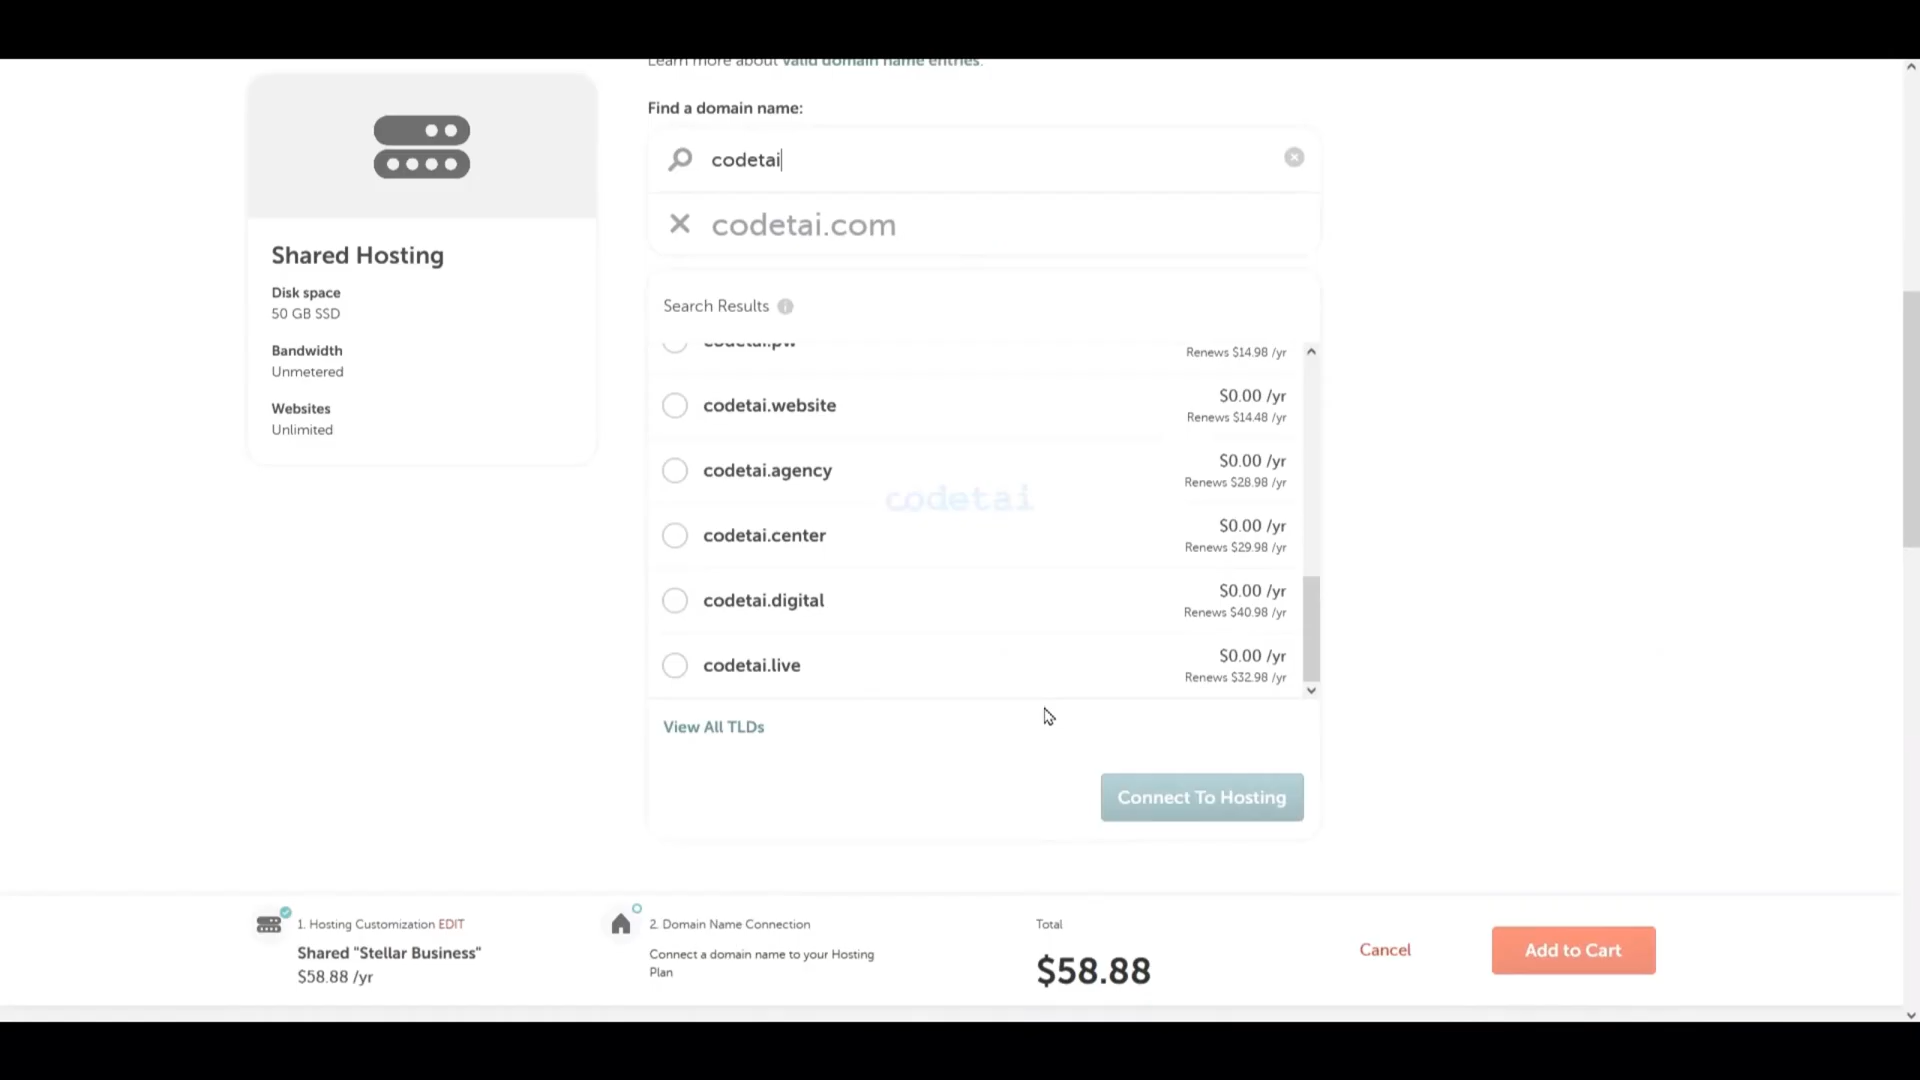 Learn more about valid domain name entries.
Find a domain name:
codetai
codetai.com
Shared Hosting
Disk space
50 GB SSD
Bandwidth
Unmetered
Websites
Unlimited
Search Results
codetai.pw
Renews $14.98 /yr
codetai.website
$0.00 /yr
Renews $14.48 /yr
codetai.agency
$0.00 /yr
Renews $28.98 /yr
codetai
codetai.center
$0.00 /yr
Renews $29.98 /yr
codetai.digital
$0.00 /yr
Renews $40.98 /yr
codetai.live
$0.00 /yr
Renews $32.98 /yr
View All TLDs
Connect To Hosting
1. Hosting Customization EDIT
Shared "Stellar Business"
$58.88 /yr
2. Domain Name Connection
Connect a domain name to your Hosting
Plan
Total
$58.88
Cancel
Add to Cart